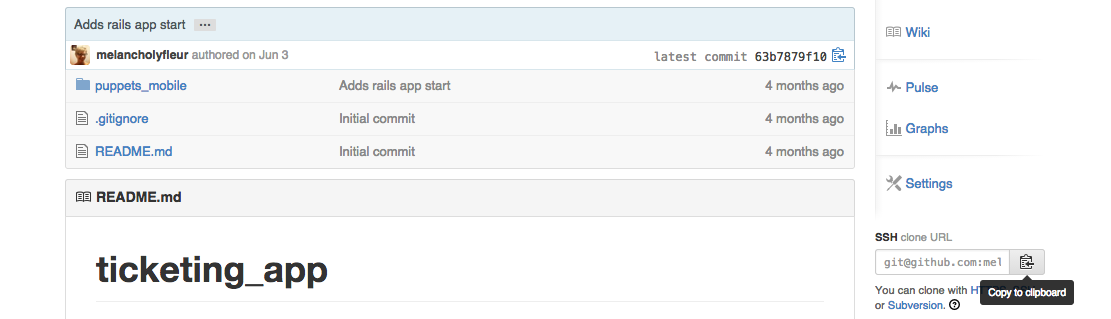 Adds rails app start ...
melancholyfleur authored on Jun 3
latest commit 63b7879f10
puppets_mobile Adds rails app start 4 months ago
.gitignore Initial commit 4 months ago
README.md Initial commit 4 months ago
README.md
ticketing_app
Wiki
Pulse
Graphs
Settings
SSH clone URL
git@github.com:mel
Copy to clipboard
You can clone with
or Subversion.